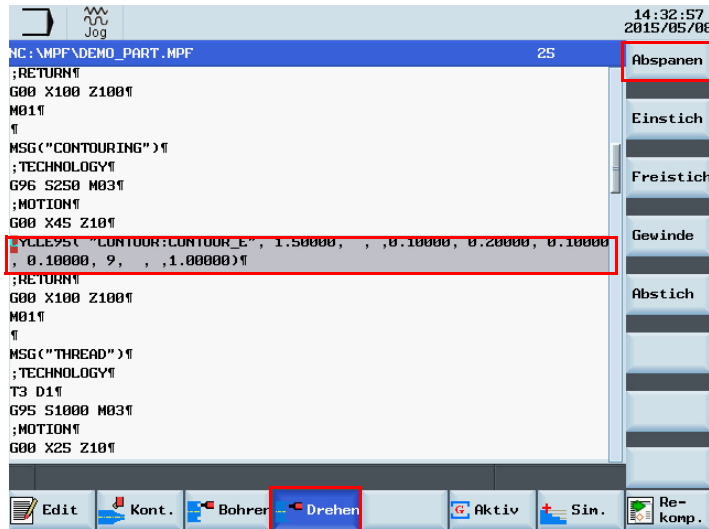 Jog
14:32:57
2015/05/08
NC:\MPF\DEMO_PART.MPF 25
;RETURN¶
G00 X100 Z100¶
M01¶
¶
MSG("CONTOURING")¶
;TECHNOLOGY¶
G96 S250 M03¶
;MOTION¶
G00 X45 Z10¶
CYCLE95( "CONTOUR:CONTOUR_E", 1.50000, , ,0.10000, 0.20000, 0.10000
, 0.10000, 9, , ,1.00000)¶
;RETURN¶
G00 X100 Z100¶
M01¶
¶
MSG("THREAD")¶
;TECHNOLOGY¶
T3 D1¶
G95 S1000 M03¶
;MOTION¶
G00 X25 Z10¶
Abspanen
Einstich
Freistich
Gewinde
Abstich
Edit
Kont.
Bohren
Drehen
G Aktiv
Sim.
Re-
komp.